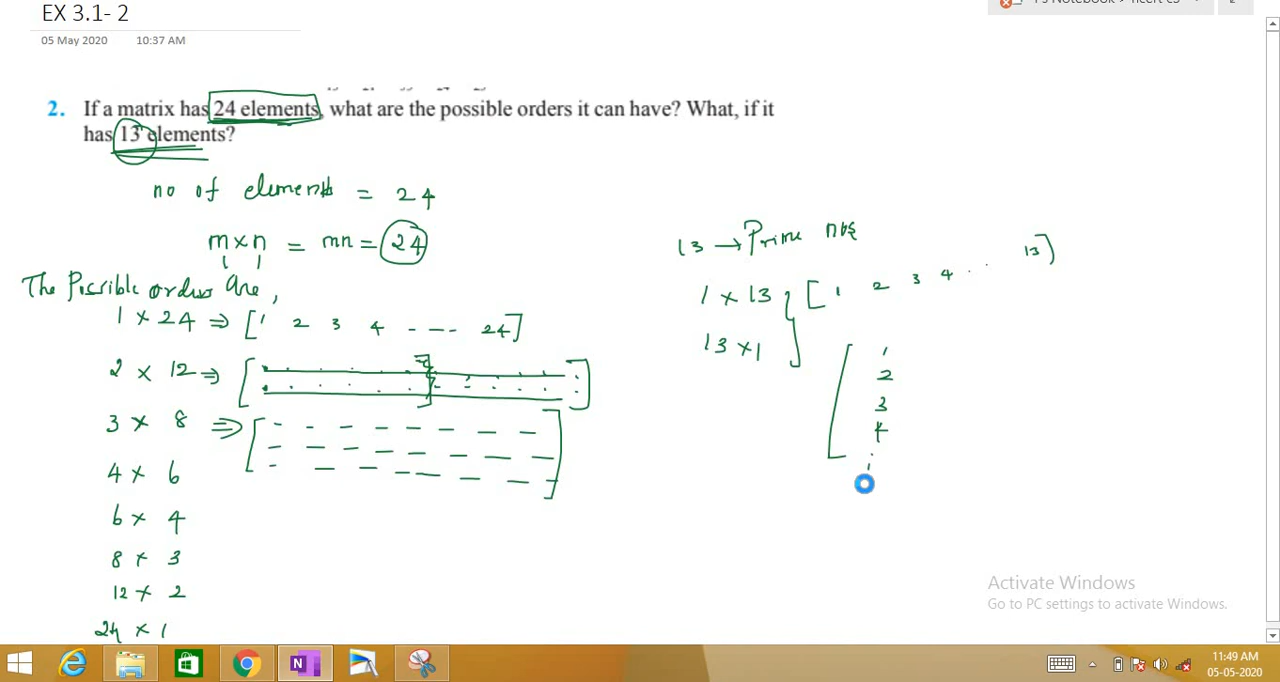 EX 3.1- 2
05 May 2020 10:37 AM
2. If a matrix has 24 elements, what are the possible orders it can have? What, if it
has 13 elements?
no of elements = 24
m×n = mn = 24
The Possible orders are,
1 × 24 ⇒ [1 2 3 4 - -- 24]
2 × 12 ⇒
3 × 8 ⇒
4 × 6
6 × 4
8 × 3
12 × 2
24 × 1
13 → Prime
1 × 13 } [1 2 3 4 . . . 13]
13 × 1
1
2
3
4
Activate Windows
Go to PC settings to activate Windows.
11:49 AM
05-05-2020